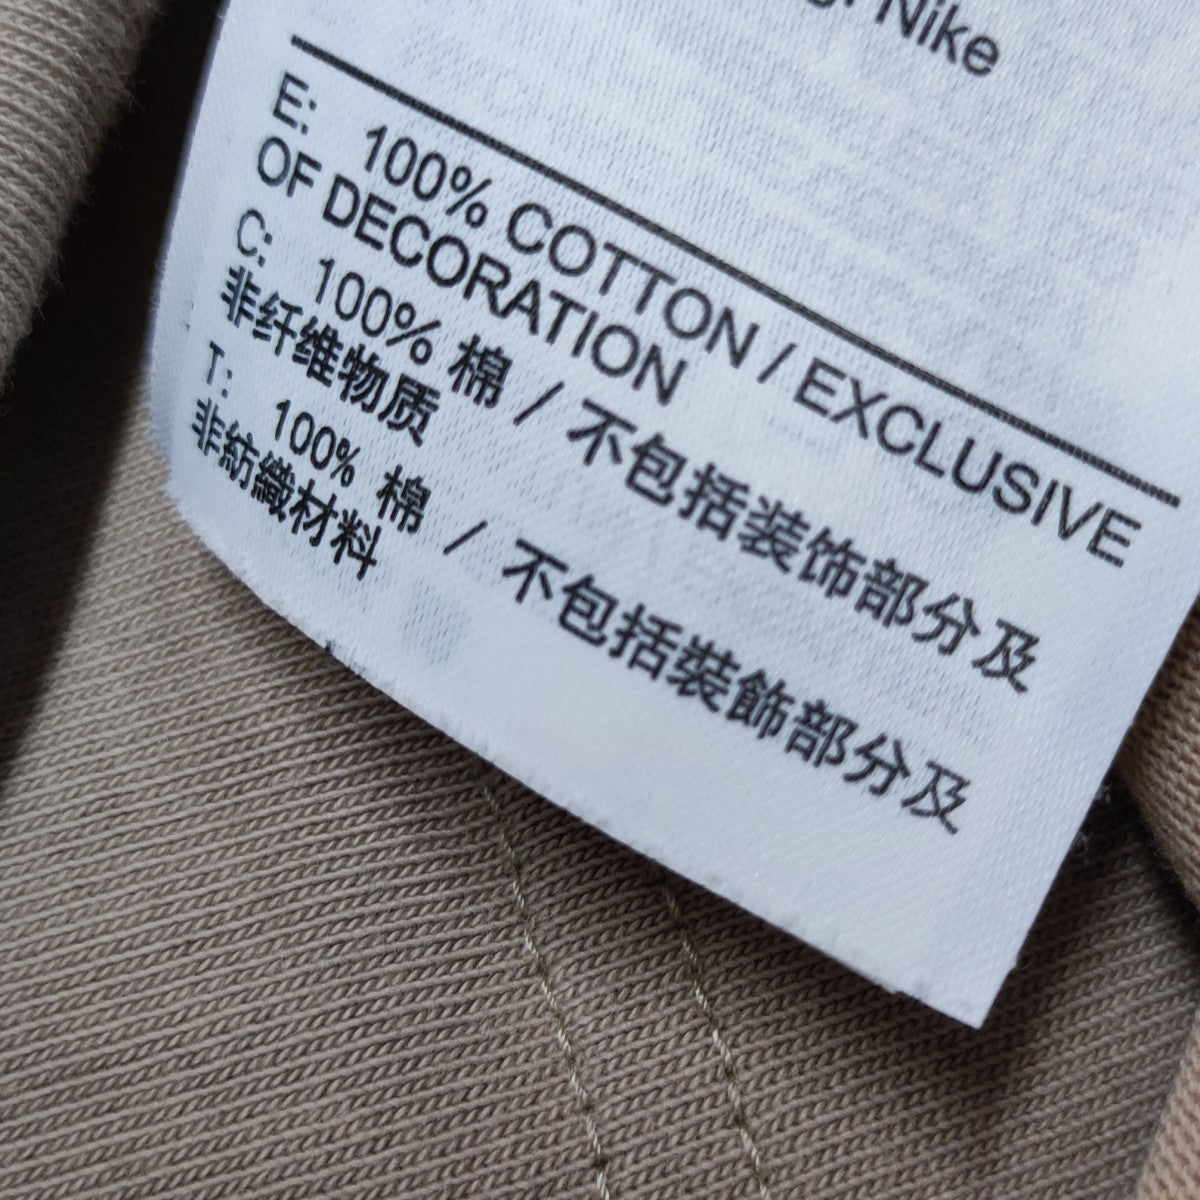 Nike
E: 100% COTTON / EXCLUSIVE
OF DECORATION
C: 100% 棉 / 不包括装饰部分及
非纤维物质
T: 100% 棉 / 不包括裝飾部分及
非紡織材料